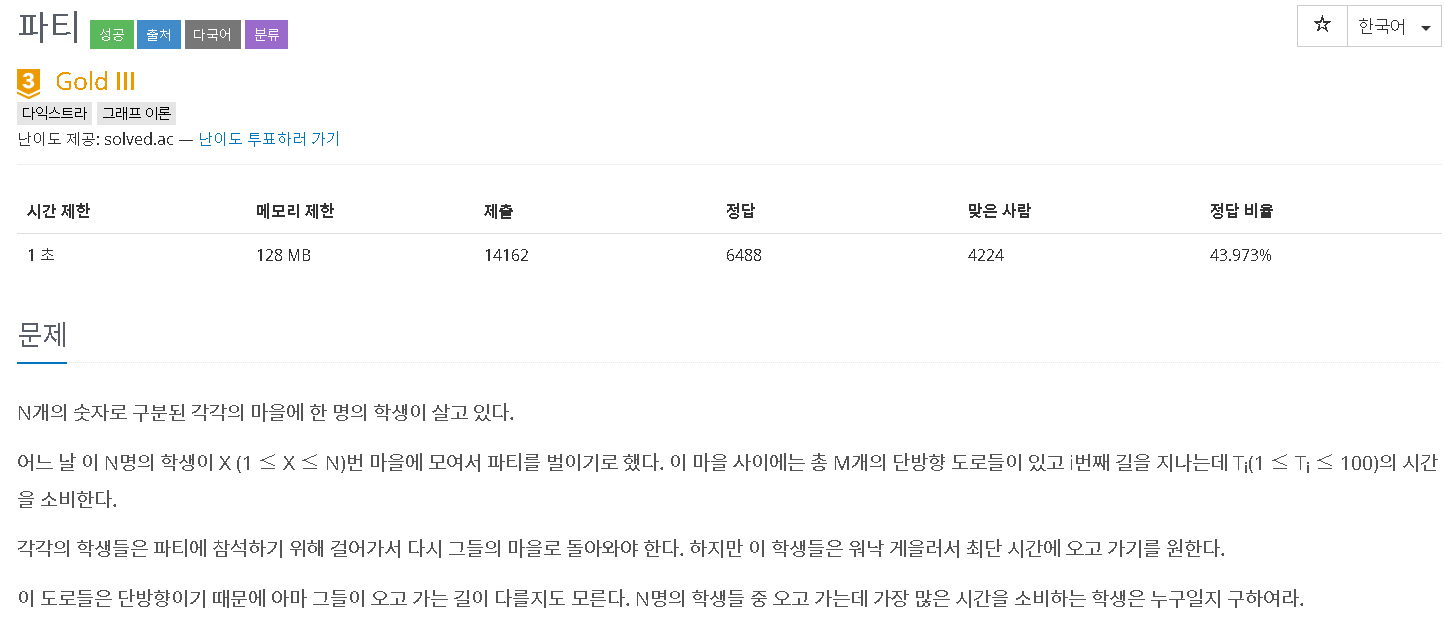 파티 성공 출처 다국어 분류 ☆ 한국어
3 Gold III
다익스트라 그래프 이론
난이도 제공: solved.ac — 난이도 투표하러 가기
시간 제한 메모리 제한 제출 정답 맞은 사람 정답 비율
1 초 128 MB 14162 6488 4224 43.973%
문제
N개의 숫자로 구분된 각각의 마을에 한 명의 학생이 살고 있다.
어느 날 이 N명의 학생이 X (1 ≤ X ≤ N)번 마을에 모여서 파티를 벌이기로 했다. 이 마을 사이에는 총 M개의 단방향 도로들이 있고 i번째 길을 지나는데 Ti(1 ≤ Ti ≤ 100)의 시간
을 소비한다.
각각의 학생들은 파티에 참석하기 위해 걸어가서 다시 그들의 마을로 돌아와야 한다. 하지만 이 학생들은 워낙 게을러서 최단 시간에 오고 가기를 원한다.
이 도로들은 단방향이기 때문에 아마 그들이 오고 가는 길이 다를지도 모른다. N명의 학생들 중 오고 가는데 가장 많은 시간을 소비하는 학생은 누구일지 구하여라.